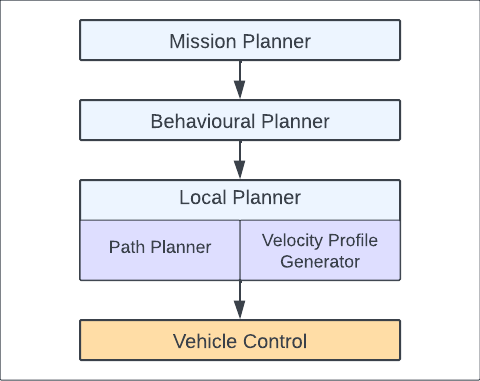 Mission Planner
Behavioural Planner
Local Planner
Path Planner
Velocity Profile
Generator
Vehicle Control